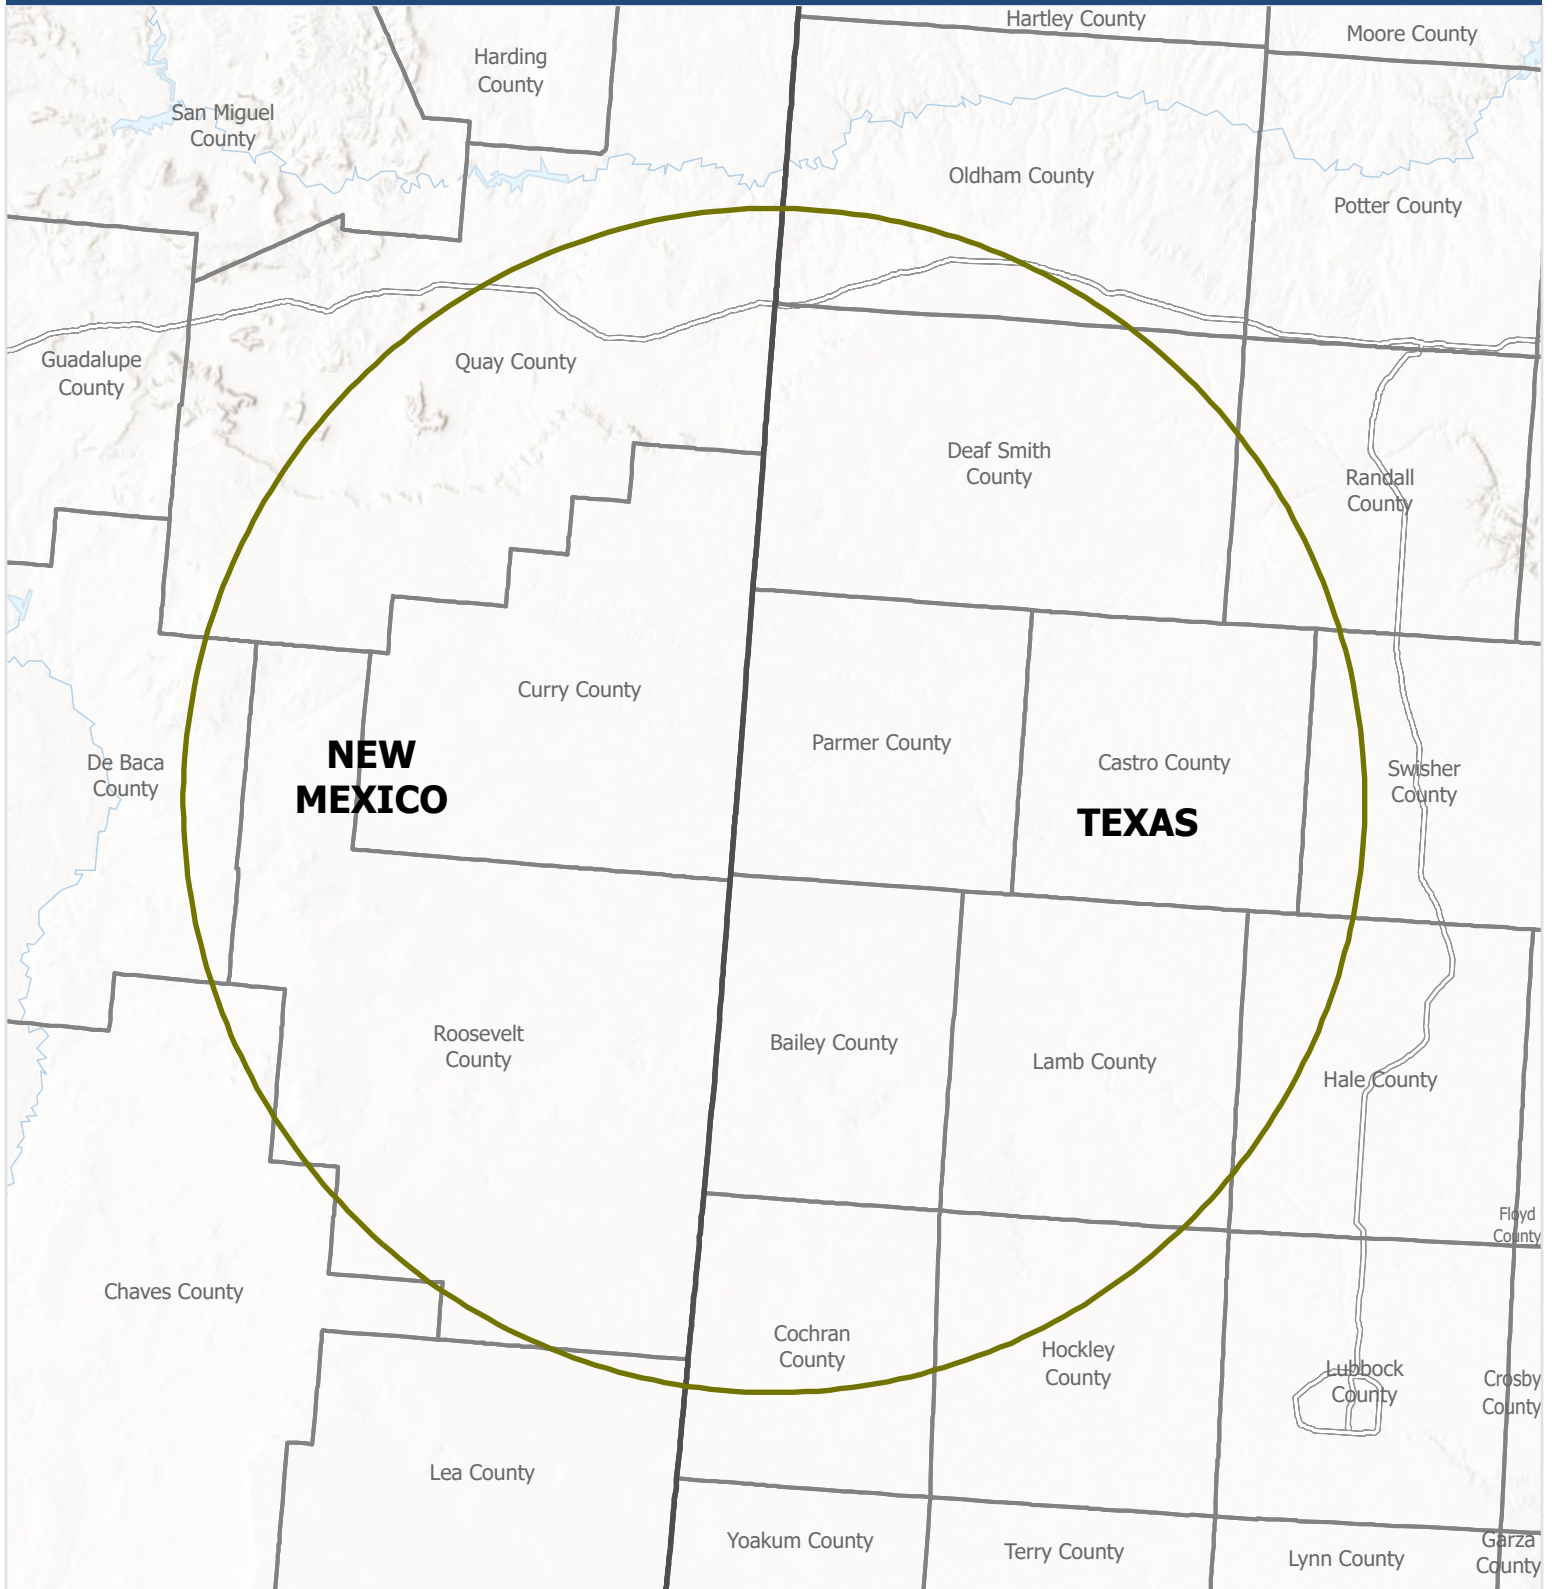 Hartley County
Moore County
Harding
County
San Miguel
County
Oldham County
Potter County
Guadalupe
County
Quay County
Deaf Smith
County
Randall
County
Curry County
NEW
MEXICO
Parmer County
Castro County
TEXAS
De Baca
County
Swisher
County
Roosevelt
County
Bailey County
Lamb County
Hale County
Floyd
County
Chaves County
Cochran
County
Hockley
County
Lubbock
County
Crosby
County
Lea County
Yoakum County
Terry County
Lynn County
Garza
County